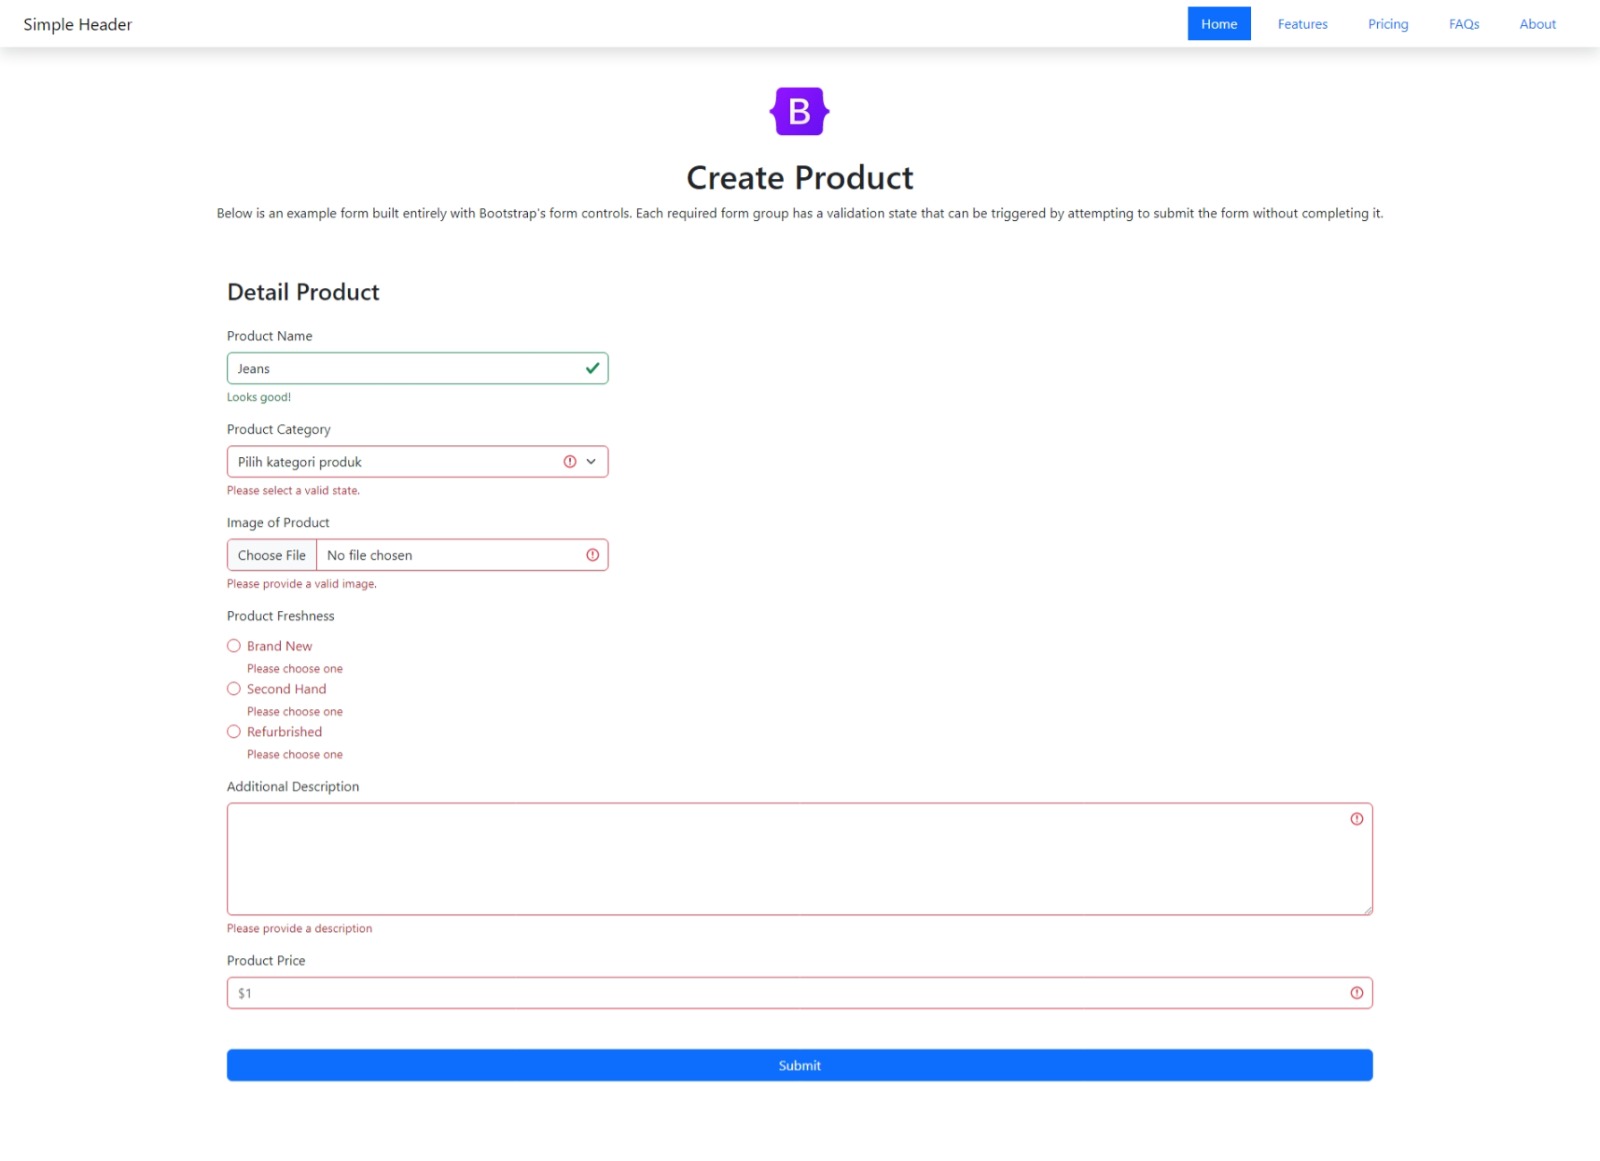 Simple Header
Home
Features
Pricing
FAQs
About
B
Create Product
Below is an example form built entirely with Bootstrap's form controls. Each required form group has a validation state that can be triggered by attempting to submit the form without completing it.
Detail Product
Product Name
Jeans
Looks good!
Product Category
Pilih kategori produk
Please select a valid state.
Image of Product
Choose File No file chosen
Please provide a valid image.
Product Freshness
Brand New
Please choose one
Second Hand
Please choose one
Refurbrished
Please choose one
Additional Description
Please provide a description
Product Price
$1
Submit